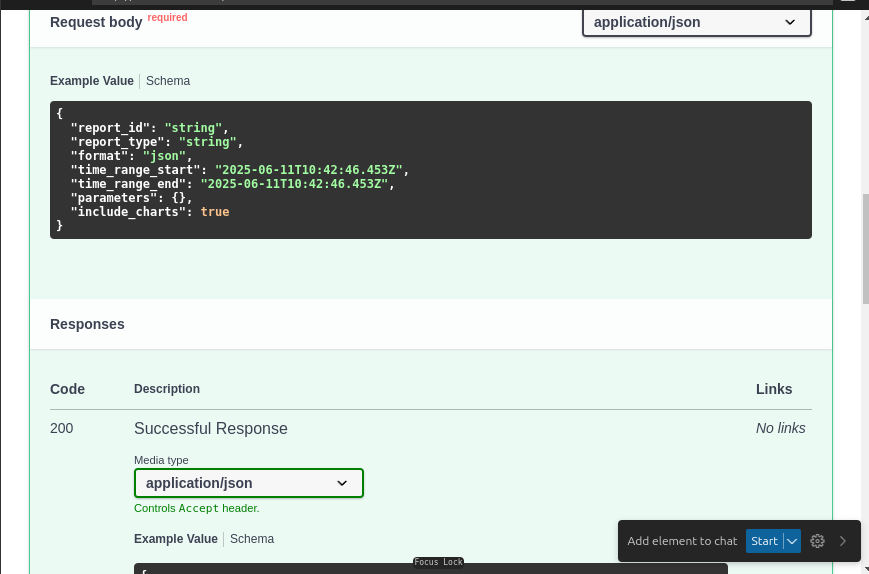 Request body required
application/json
Example Value
Schema
{
"report_id": "string",
"report_type": "string",
"format": "json",
"time_range_start": "2025-06-11T10:42:46.453Z",
"time_range_end": "2025-06-11T10:42:46.453Z",
"parameters": {},
"include_charts": true
}
Responses
Code Description Links
200 Successful Response No links
Media type
application/json
Controls Accept header.
Example Value
Schema
Add element to chat Start
Focus Lock
{